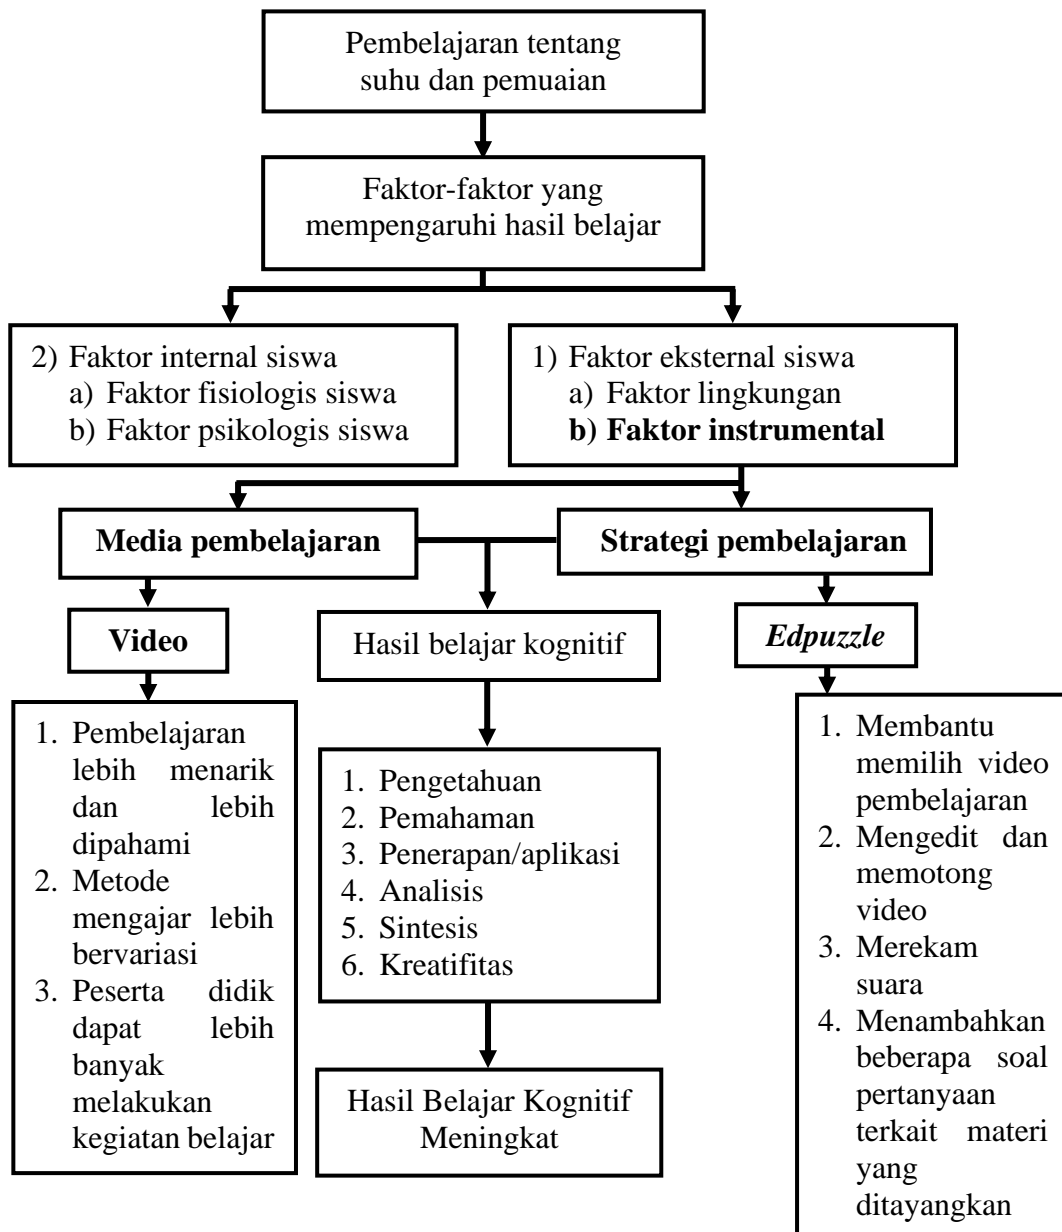 Pembelajaran tentang
suhu dan pemuaian
Faktor-faktor yang
mempengaruhi hasil belajar
2) Faktor internal siswa
a) Faktor fisiologis siswa
b) Faktor psikologis siswa
1) Faktor eksternal siswa
a) Faktor lingkungan
b) Faktor instrumental
Media pembelajaran
Strategi pembelajaran
Video
Hasil belajar kognitif
Edpuzzle
1. Pembelajaran
lebih menarik
dan lebih
dipahami
2. Metode
mengajar lebih
bervariasi
3. Peserta didik
dapat lebih
banyak
melakukan
kegiatan belajar
1. Pengetahuan
2. Pemahaman
3. Penerapan/aplikasi
4. Analisis
5. Sintesis
6. Kreatifitas
Hasil Belajar Kognitif
Meningkat
1. Membantu
memilih video
pembelajaran
2. Mengedit dan
memotong
video
3. Merekam
suara
4. Menambahkan
beberapa soal
pertanyaan
terkait materi
yang
ditayangkan